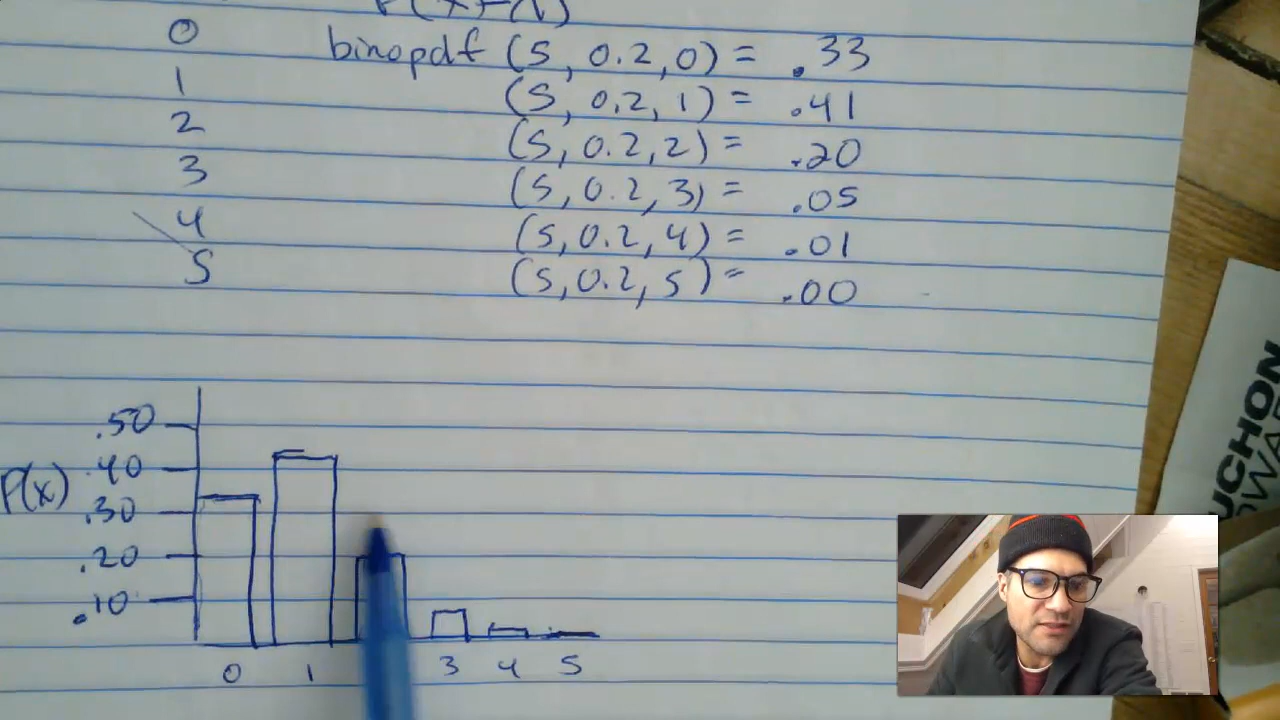 0 binopdf (5, 0.2, 0) = .33
1 (5, 0.2, 1) = .41
2 (5, 0.2, 2) = .20
3 (5, 0.2, 3) = .05
4 (5, 0.2, 4) = .01
5 (5, 0.2, 5) = .00
.50
P(x) .40
.30
.20
.10
0 1 3 4 5
UCHON